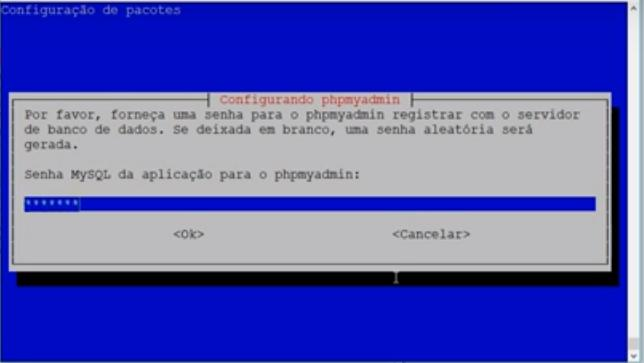 Configuração de pacotes
Configurando phpmyadmin
Por favor, forneça uma senha para o phpmyadmin registrar com o servidor
de banco de dados. Se deixada em branco, uma senha aleatória será
gerada.
Senha MySQL da aplicação para o phpmyadmin:
*******
<Ok> <Cancelar>